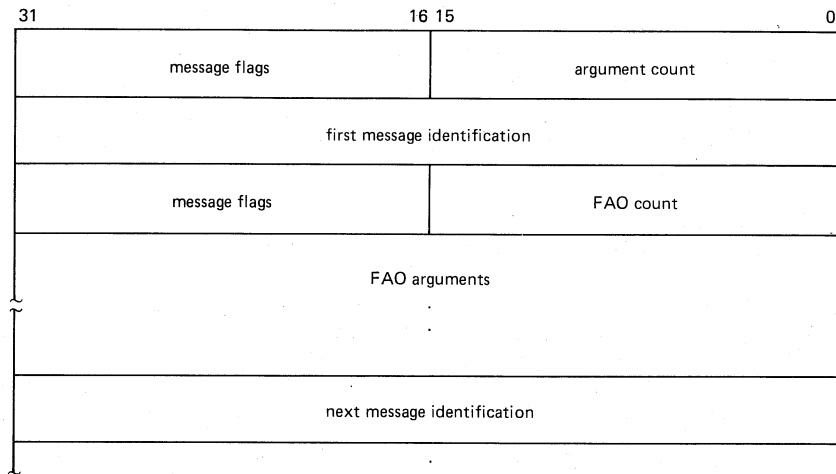 31 16 15 0
message flags argument count
first message identification
message flags FAO count
FAO arguments
.
.
next message identification
.